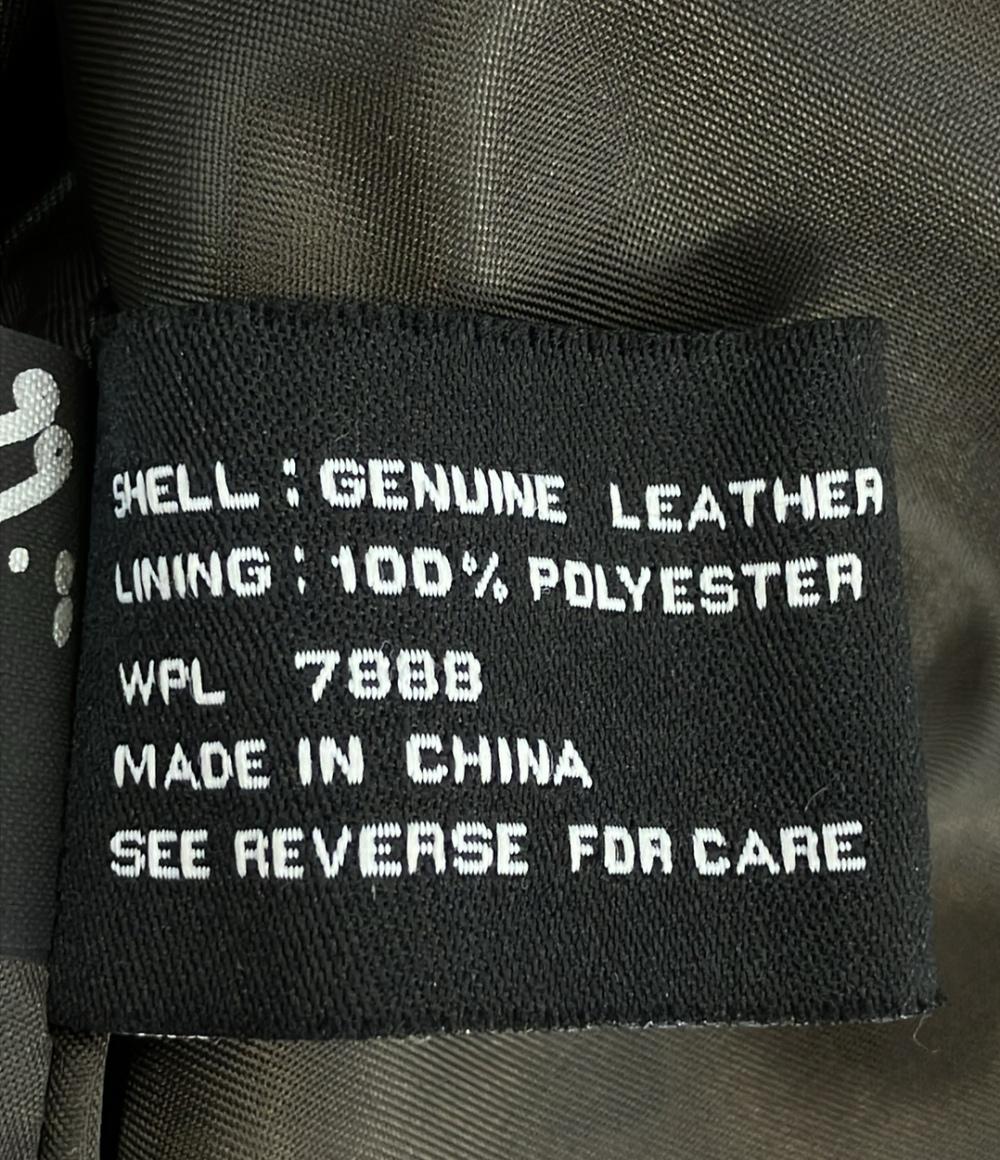 SHELL : GENUINE LEATHER
LINING : 100% POLYESTER
WPL 7888
MADE IN CHINA
SEE REVERSE FOR CARE